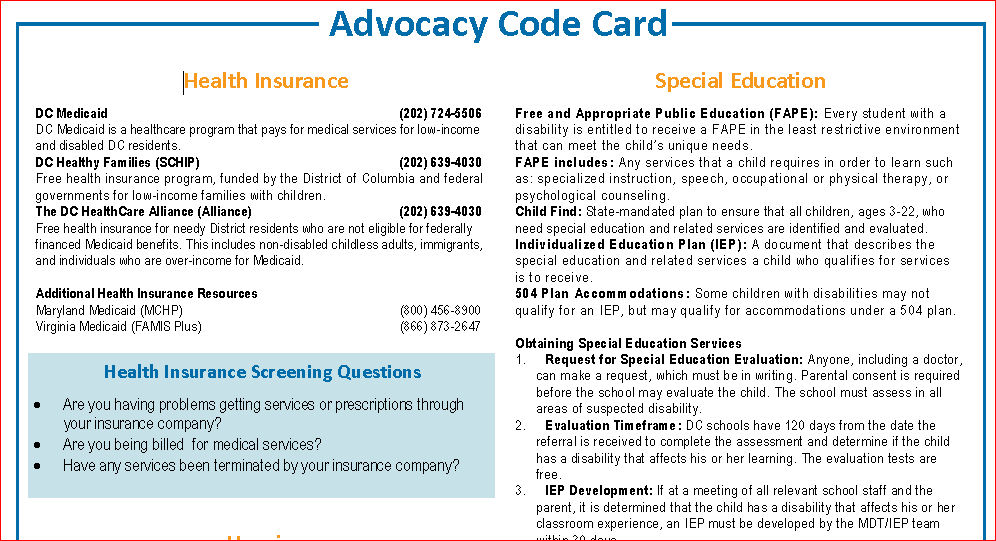 Advocacy Code Card
Health Insurance
DC Medicaid (202) 724-5506
DC Medicaid is a healthcare program that pays for medical services for low-income
and disabled DC residents.
DC Healthy Families (SCHIP) (202) 639-4030
Free health insurance program, funded by the District of Columbia and federal
governments for low-income families with children.
The DC HealthCare Alliance (Alliance) (202) 639-4030
Free health insurance for needy District residents who are not eligible for federally
financed Medicaid benefits. This includes non-disabled childless adults, immigrants,
and individuals who are over-income for Medicaid.
Additional Health Insurance Resources
Maryland Medicaid (MCHP) (800) 456-8900
Virginia Medicaid (FAMIS Plus) (866) 873-2647
Health Insurance Screening Questions
• Are you having problems getting services or prescriptions through
your insurance company?
• Are you being billed for medical services?
• Have any services been terminated by your insurance company?
Special Education
Free and Appropriate Public Education (FAPE): Every student with a
disability is entitled to receive a FAPE in the least restrictive environment
that can meet the child's unique needs.
FAPE includes: Any services that a child requires in order to learn such
as: specialized instruction, speech, occupational or physical therapy, or
psychological counseling.
Child Find: State-mandated plan to ensure that all children, ages 3-22, who
need special education and related services are identified and evaluated.
Individualized Education Plan (IEP): A document that describes the
special education and related services a child who qualifies for services
is to receive.
504 Plan Accommodations: Some children with disabilities may not
qualify for an IEP, but may qualify for accommodations under a 504 plan.
Obtaining Special Education Services
1. Request for Special Education Evaluation: Anyone, including a doctor,
can make a request, which must be in writing. Parental consent is required
before the school may evaluate the child. The school must assess in all
areas of suspected disability.
2. Evaluation Timeframe: DC schools have 120 days from the date the
referral is received to complete the assessment and determine if the child
has a disability that affects his or her learning. The evaluation tests are
free.
3. IEP Development: If at a meeting of all relevant school staff and the
parent, it is determined that the child has a disability that affects his or her
classroom experience, an IEP must be developed by the MDT/IEP team